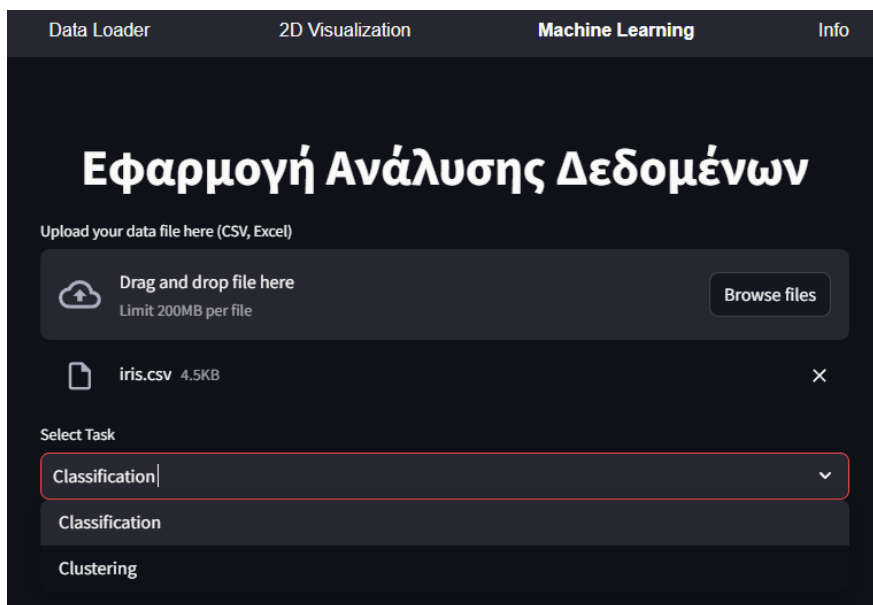 Data Loader 2D Visualization Machine Learning Info
Εφαρμογή Ανάλυσης Δεδομένων
Upload your data file here (CSV, Excel)
Drag and drop file here
Limit 200MB per file
Browse files
iris.csv 4.5KB
Select Task
Classification
Classification
Clustering